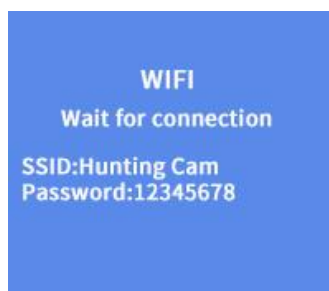 WIFI
Wait for connection
SSID:Hunting Cam
Password:12345678